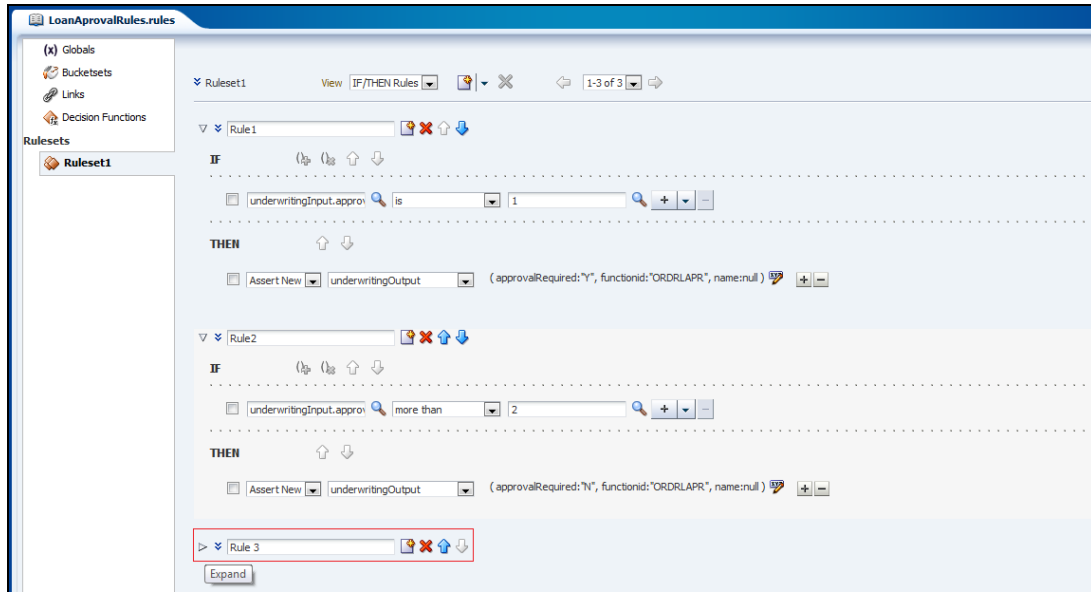 LoanAprovalRules.rules
(x) Globals
Bucketsets
Links
Decision Functions
Rulesets
Ruleset1
Ruleset1 View IF/THEN Rules 1-3 of 3
Rule1
IF
underwritingInput.approv is 1
THEN
Assert New underwritingOutput ( approvalRequired:"Y", functionid:"ORDRLAPR", name:null )
Rule2
IF
underwritingInput.approv more than 2
THEN
Assert New underwritingOutput ( approvalRequired:"N", functionid:"ORDRLAPR", name:null )
Rule 3
Expand